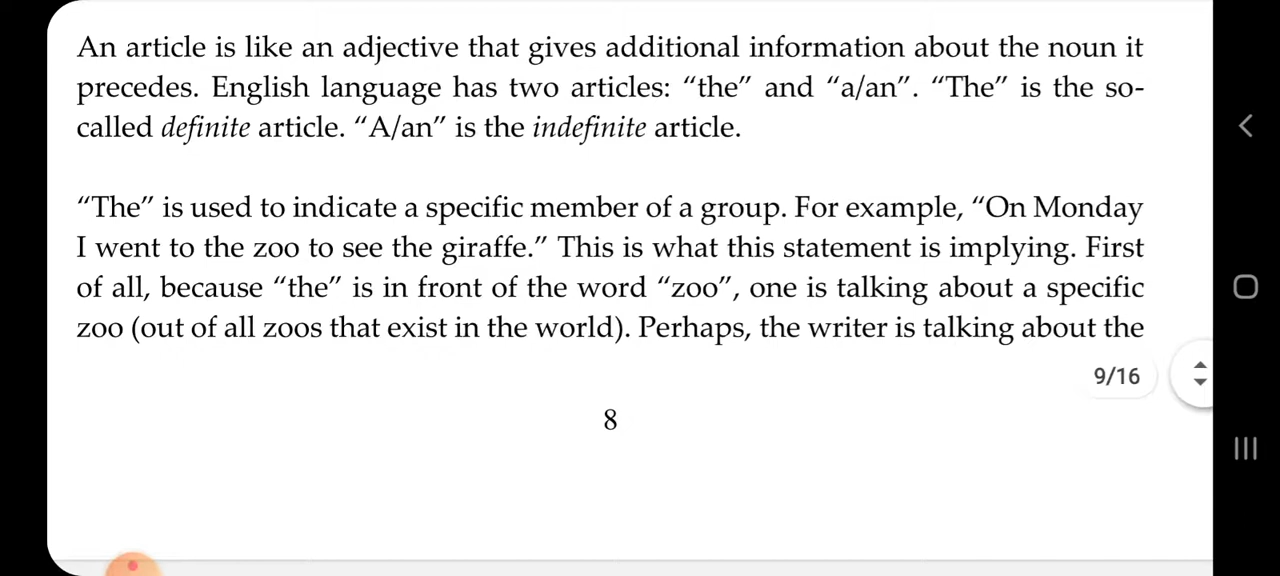 An article is like an adjective that gives additional information about the noun it
precedes. English language has two articles: “the” and “a/an”. “The” is the so-
called definite article. “A/an” is the indefinite article.
“The” is used to indicate a specific member of a group. For example, “On Monday
I went to the zoo to see the giraffe.” This is what this statement is implying. First
of all, because “the” is in front of the word “zoo”, one is talking about a specific
zoo (out of all zoos that exist in the world). Perhaps, the writer is talking about the
9/16
8